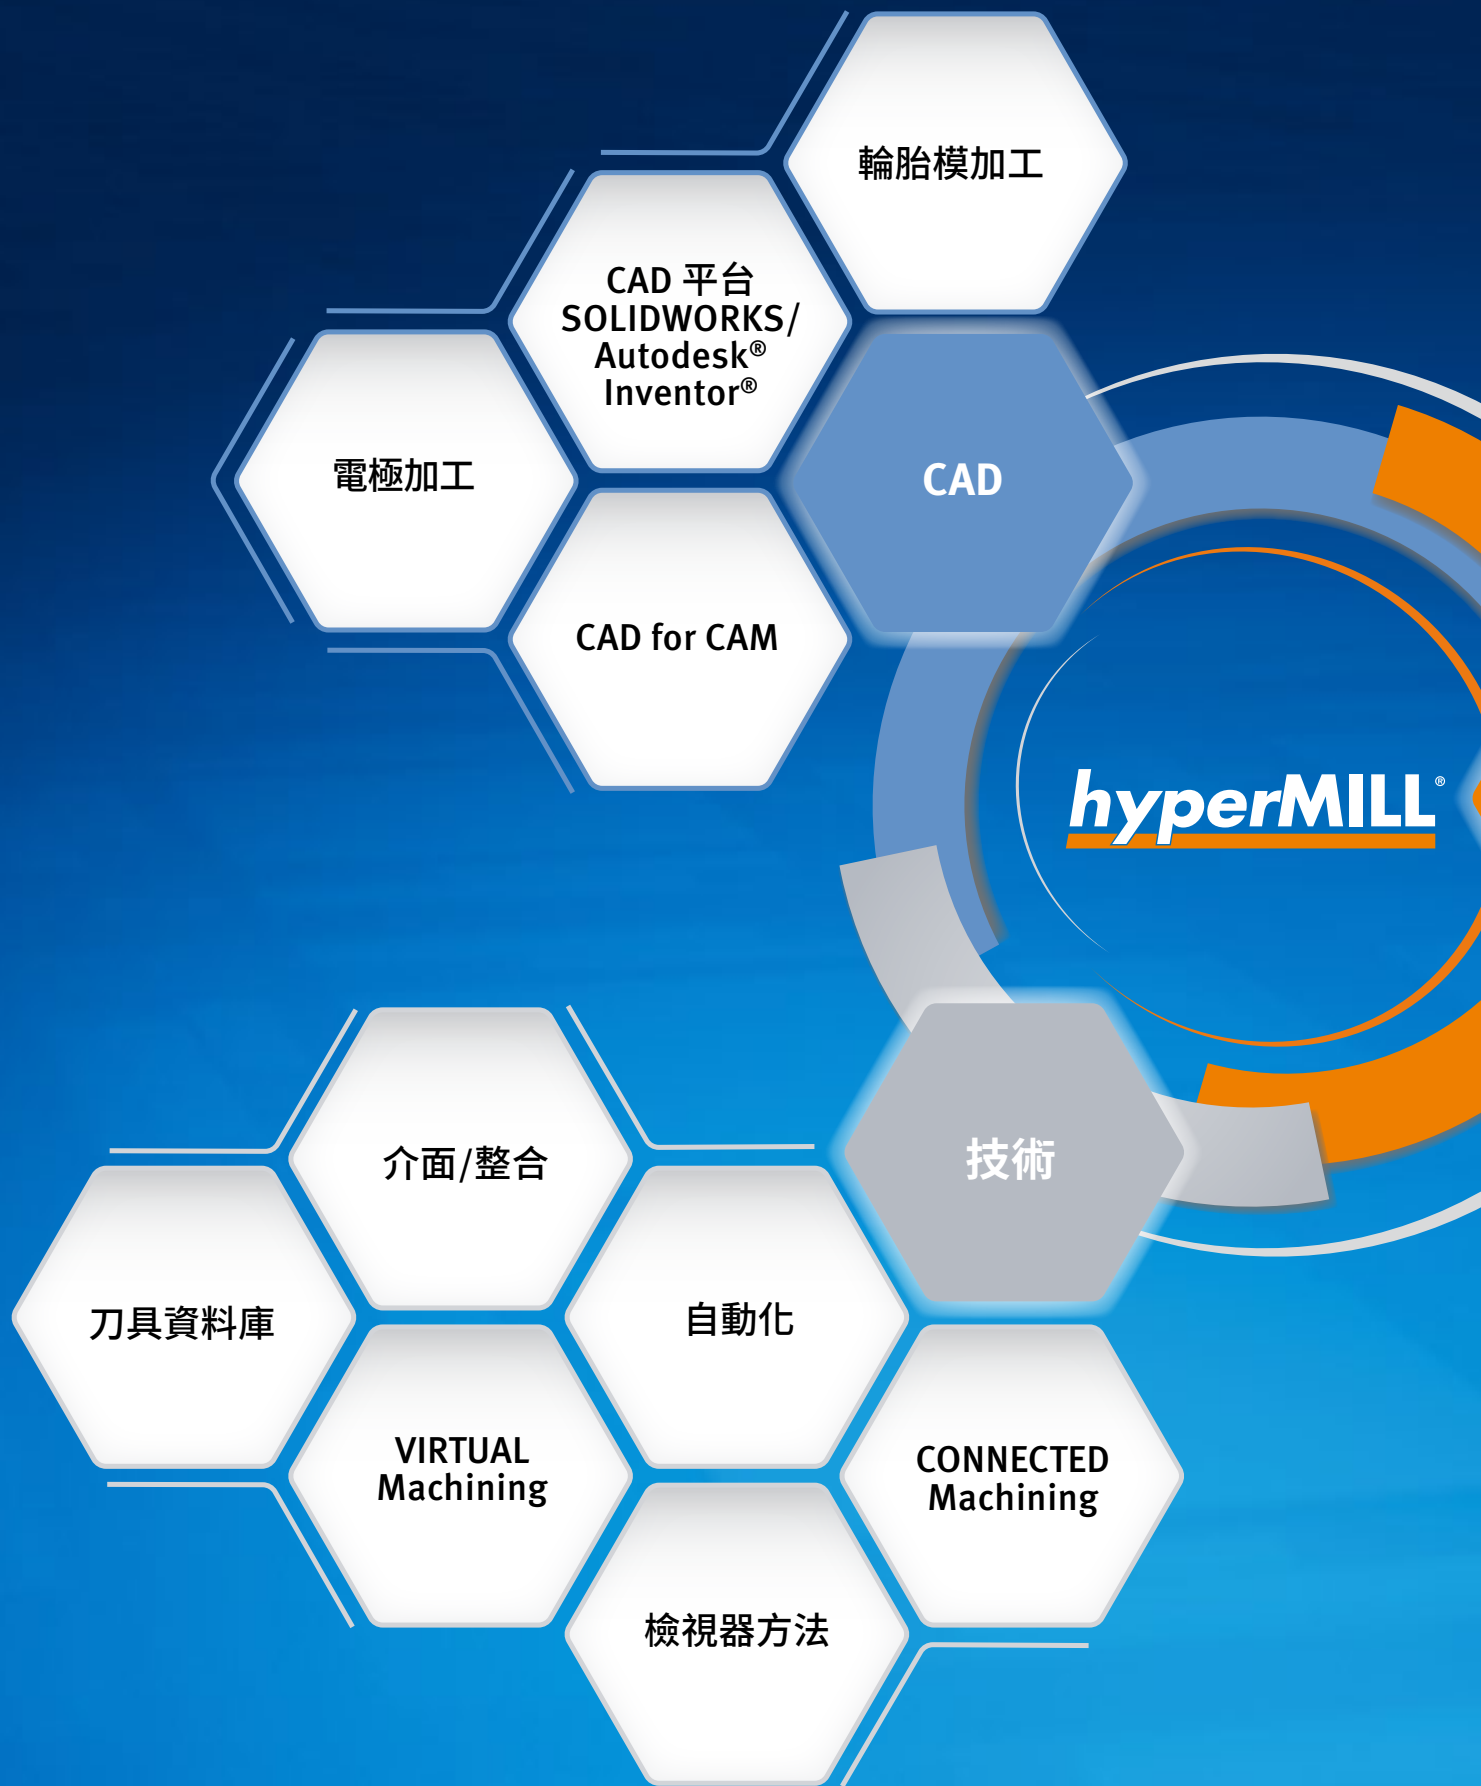 輪胎模加工
CAD 平台
SOLIDWORKS/
Autodesk®
Inventor®
電極加工
CAD
CAD for CAM
hyperMILL®
介面/整合
技術
刀具資料庫
自動化
VIRTUAL
Machining
CONNECTED
Machining
檢視器方法